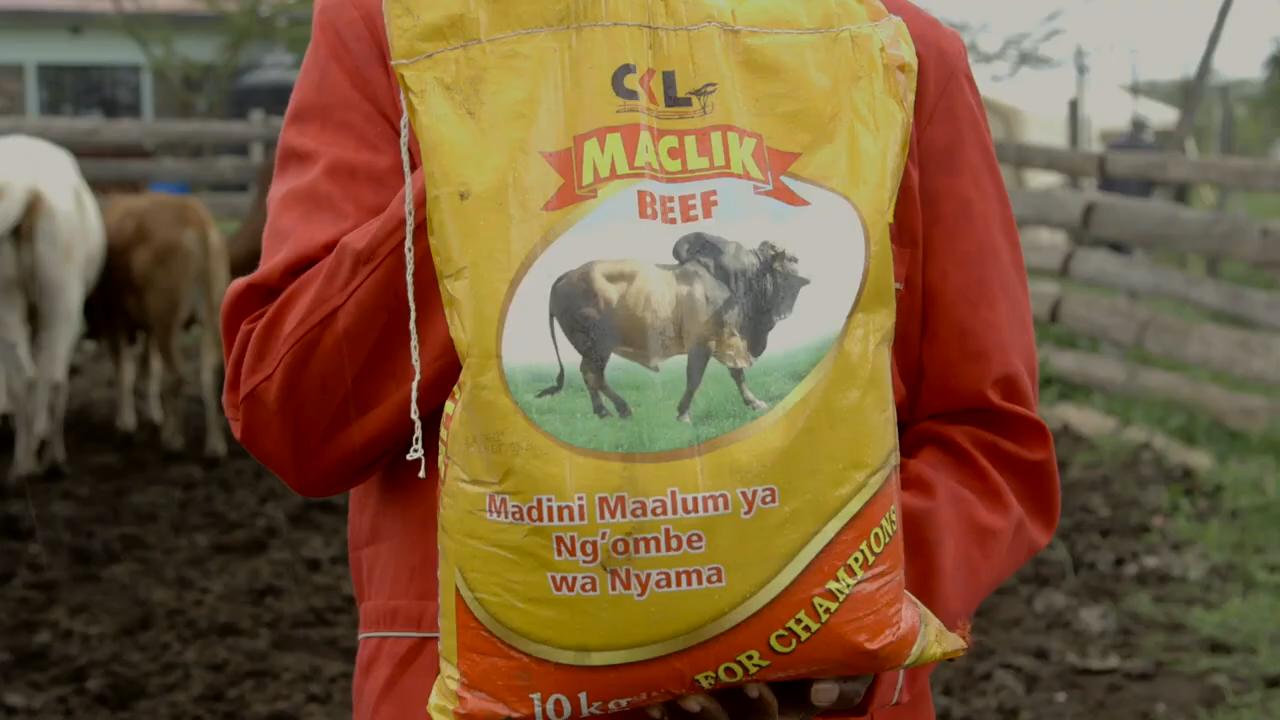 CKL
MACLIK
BEEF
Madini Maalum ya
Ng'ombe
wa Nyama
FOR CHAMPIONS
10 kg